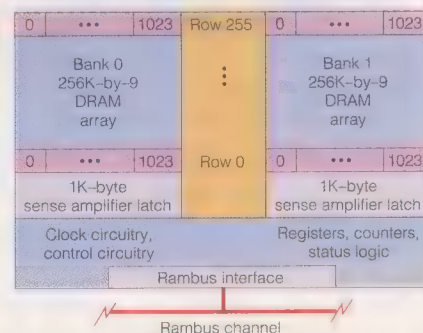 0 ... 1023 Row 255 0 ... 1023
Bank 0
256K–by–9
DRAM
array
Bank 1
256K–by–9
DRAM
array
0 ... 1023 Row 0 0 ... 1023
1K–byte
sense amplifier latch
1K–byte
sense amplifier latch
Clock circuitry,
control circuitry
Registers, counters,
status logic
Rambus interface
Rambus channel